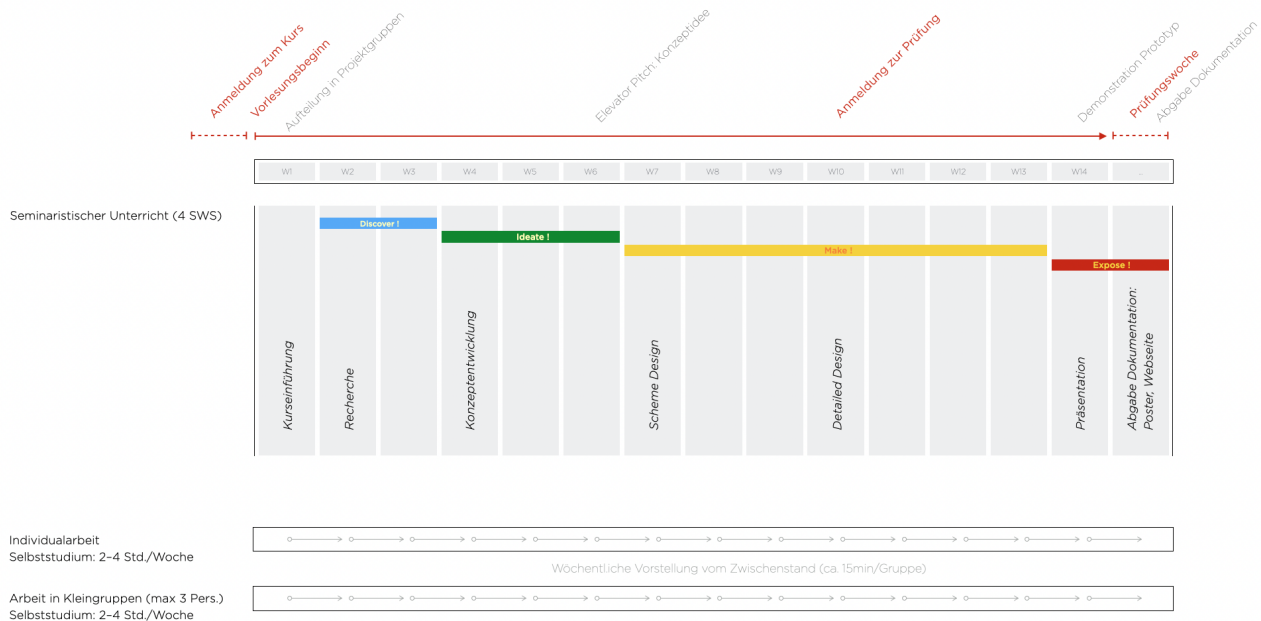 Anmeldung zum Kurs
Vorlesungsbeginn
Aufteilung in Projektgruppen
Elevator Pitch: Konzeptidee
Anmeldung zur Prüfung
Demonstration Prototyp
Prüfungswoche
Abgabe Dokumentation
W1 W2 W3 W4 W5 W6 W7 W8 W9 W10 W11 W12 W13 W14 ...
Seminaristischer Unterricht (4 SWS)
Discover !
Ideate !
Make !
Expose !
Kurseinführung
Recherche
Konzeptentwicklung
Scheme Design
Detailed Design
Präsentation
Abgabe Dokumentation:
Poster, Webseite
Individualarbeit
Selbststudium: 2–4 Std./Woche
Wöchentliche Vorstellung vom Zwischenstand (ca. 15min/Gruppe)
Arbeit in Kleingruppen (max 3 Pers.)
Selbststudium: 2–4 Std./Woche